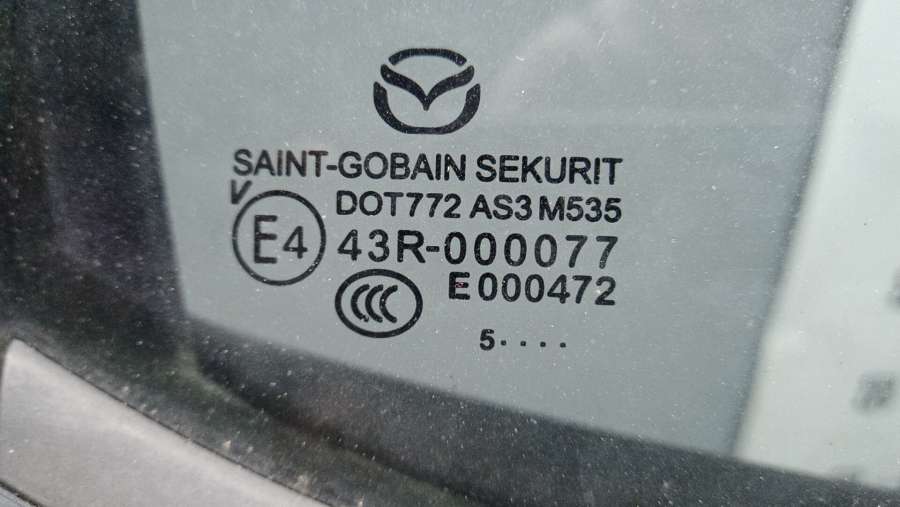 SAINT-GOBAIN SEKURIT
V
DOT772 AS3 M535
E4 43R-000077
CCC E000472
5....